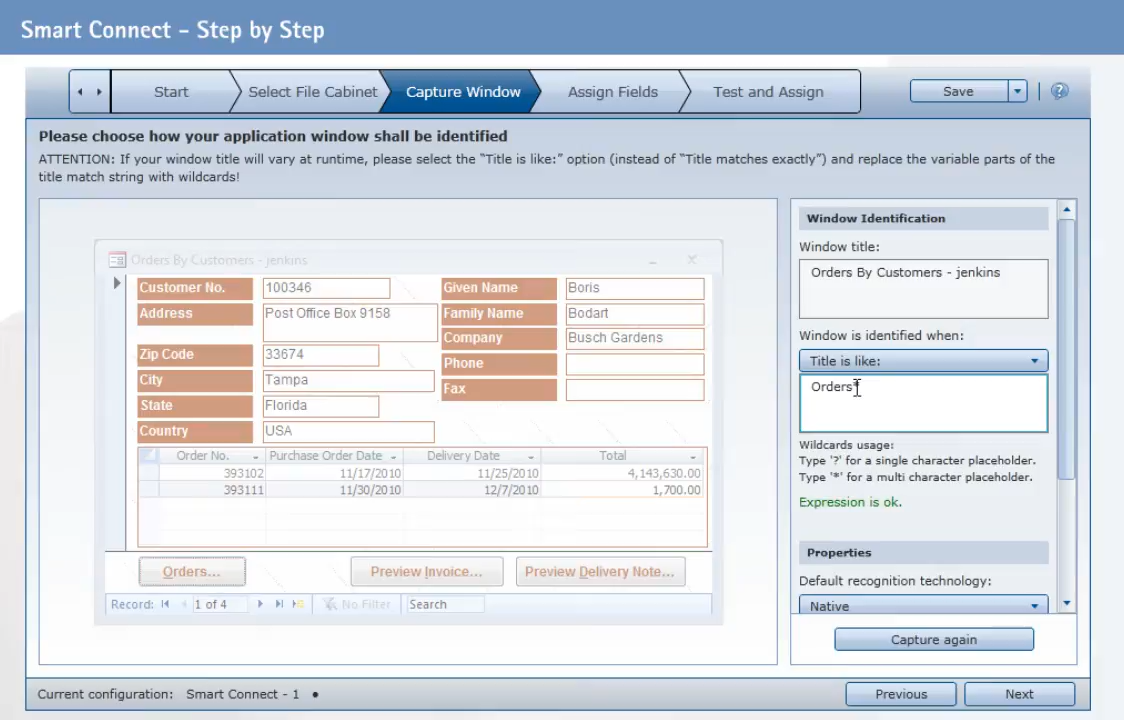 Smart Connect - Step by Step
Start
Select File Cabinet
Capture Window
Assign Fields
Test and Assign
Save
Please choose how your application window shall be identified
ATTENTION: If your window title will vary at runtime, please select the "Title is like:" option (instead of "Title matches exactly") and replace the variable parts of the
title match string with wildcards!
Orders By Customers - jenkins
Customer No. 100346
Address Post Office Box 9158
Zip Code 33674
City Tampa
State Florida
Country USA
Given Name Boris
Family Name Bodart
Company Busch Gardens
Phone
Fax
Order No. Purchase Order Date Delivery Date Total
393102 11/17/2010 11/25/2010 4,143,630.00
393111 11/30/2010 12/7/2010 1,700.00
Orders... Preview Invoice... Preview Delivery Note...
Record: 1 of 4 No Filter Search
Window Identification
Window title:
Orders By Customers - jenkins
Window is identified when:
Title is like:
Orders*
Wildcards usage:
Type '?' for a single character placeholder.
Type '*' for a multi character placeholder.
Expression is ok.
Properties
Default recognition technology:
Native
Capture again
Current configuration: Smart Connect - 1
Previous
Next